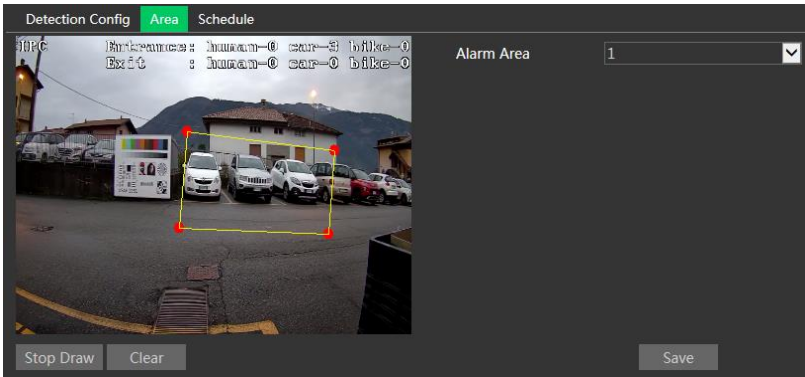 Detection Config Area Schedule
IPC Entrance: human-0 car-3 bike-0
Exit : human-0 car-0 bike-0
Alarm Area 1
Stop Draw Clear Save